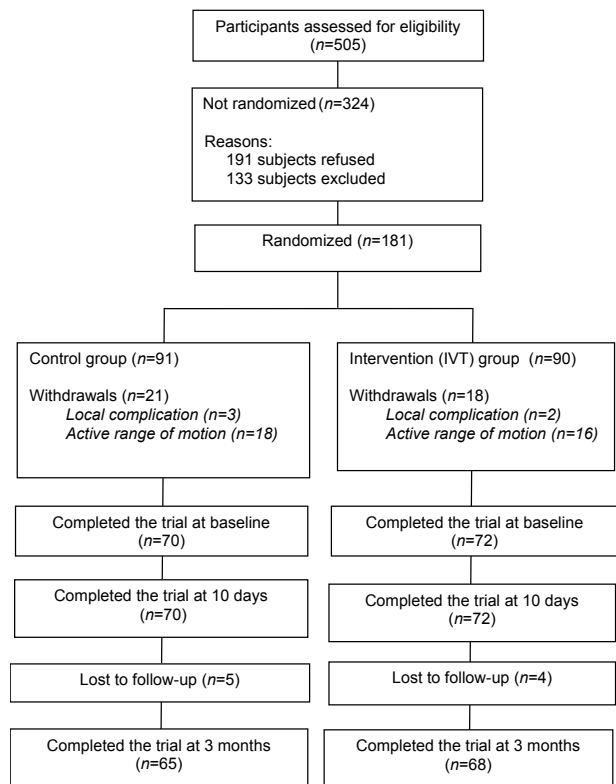 Participants assessed for eligibility
(n=505)
Not randomized (n=324)
Reasons:
191 subjects refused
133 subjects excluded
Randomized (n=181)
Control group (n=91)
Withdrawals (n=21)
Local complication (n=3)
Active range of motion (n=18)
Intervention (IVT) group (n=90)
Withdrawals (n=18)
Local complication (n=2)
Active range of motion (n=16)
Completed the trial at baseline
(n=70)
Completed the trial at baseline
(n=72)
Completed the trial at 10 days
(n=70)
Completed the trial at 10 days
(n=72)
Lost to follow-up (n=5)
Lost to follow-up (n=4)
Completed the trial at 3 months
(n=65)
Completed the trial at 3 months
(n=68)